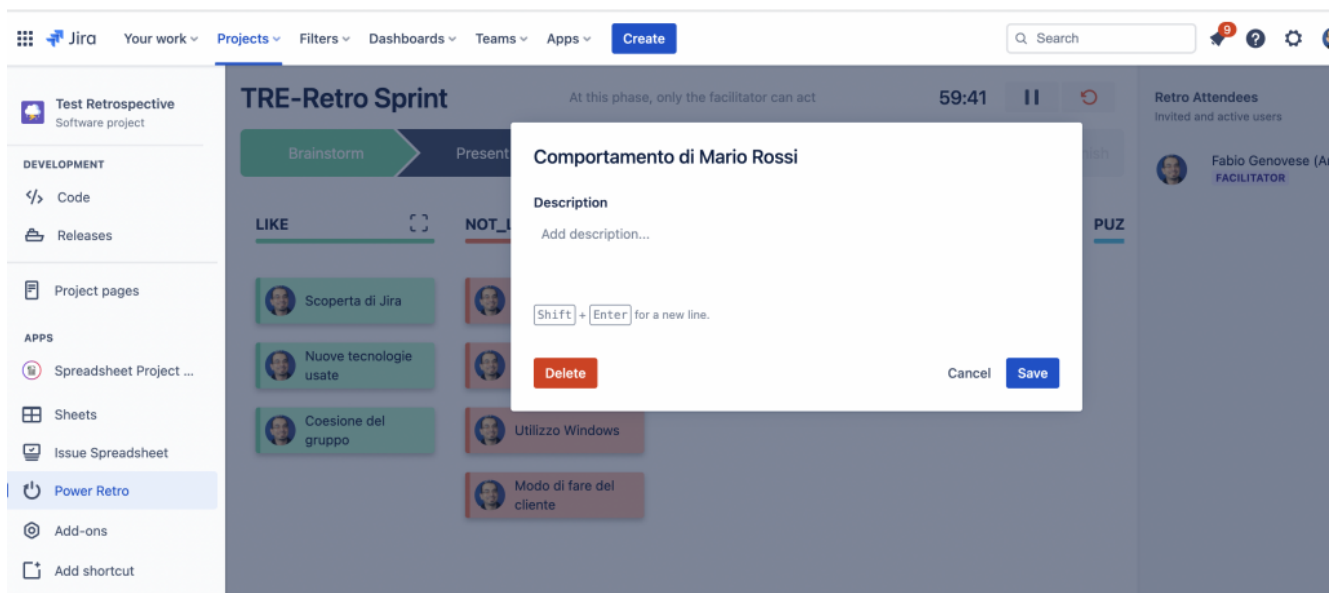 Jira Your work Projects Filters Dashboards Teams Apps Create Search 9
Test Retrospective
Software project
DEVELOPMENT
Code
Releases
Project pages
APPS
Spreadsheet Project ...
Sheets
Issue Spreadsheet
Power Retro
Add-ons
Add shortcut
TRE-Retro Sprint At this phase, only the facilitator can act 59:41
Brainstorm Present
LIKE
Scoperta di Jira
Nuove tecnologie
usate
Coesione del
gruppo
Utilizzo Windows
Modo di fare del
cliente
PUZ
Comportamento di Mario Rossi
Description
Add description...
Shift + Enter for a new line.
Delete Cancel Save
Retro Attendees
Invited and active users
Fabio Genovese
FACILITATOR